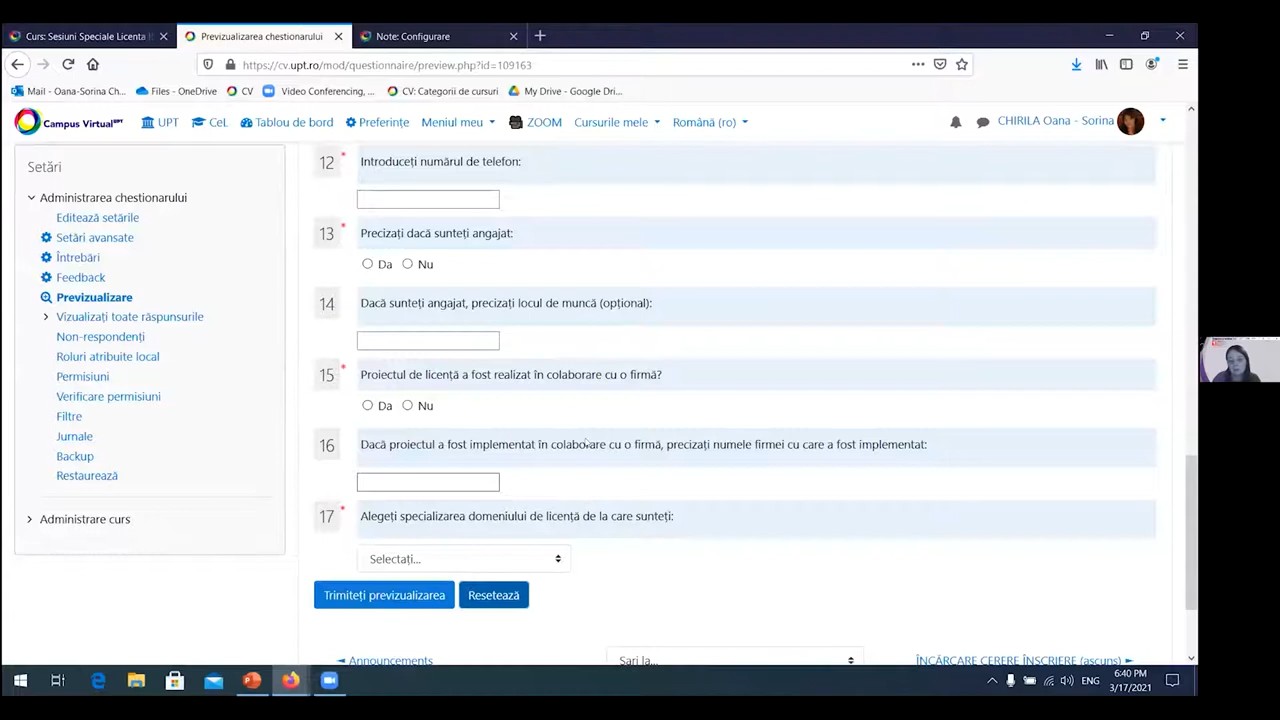 Curs: Sesiuni Speciale Licenta I
Previzualizarea chestionarului
Note: Configurare
https://cv.upt.ro/mod/questionnaire/preview.php?id=109163
Mail - Oana-Sorina Ch...
Files - OneDrive
CV
Video Conferencing, ...
CV: Categorii de cursuri
My Drive - Google Dri...
Campus Virtual UPT
UPT
CeL
Tablou de bord
Preferințe
Meniul meu
ZOOM
Cursurile mele
Română (ro)
CHIRILA Oana - Sorina
Setări
Administrarea chestionarului
Editează setările
Setări avansate
Întrebări
Feedback
Previzualizare
Vizualizați toate răspunsurile
Non-respondenți
Roluri atribuite local
Permisiuni
Verificare permisiuni
Filtre
Jurnale
Backup
Restaurează
Administrare curs
12 * Introduceți numărul de telefon:
13 * Precizați dacă sunteți angajat:
Da Nu
14 Dacă sunteți angajat, precizați locul de muncă (opțional):
15 * Proiectul de licență a fost realizat în colaborare cu o firmă?
Da Nu
16 Dacă proiectul a fost implementat în colaborare cu o firmă, precizați numele firmei cu care a fost implementat:
17 * Alegeți specializarea domeniului de licență de la care sunteți:
Selectați...
Trimiteți previzualizarea
Resetează
◄ Announcements
Sari la...
ÎNCĂRCARE CERERE ÎNSCRIERE (ascuns) ►
ENG
6:40 PM
3/17/2021